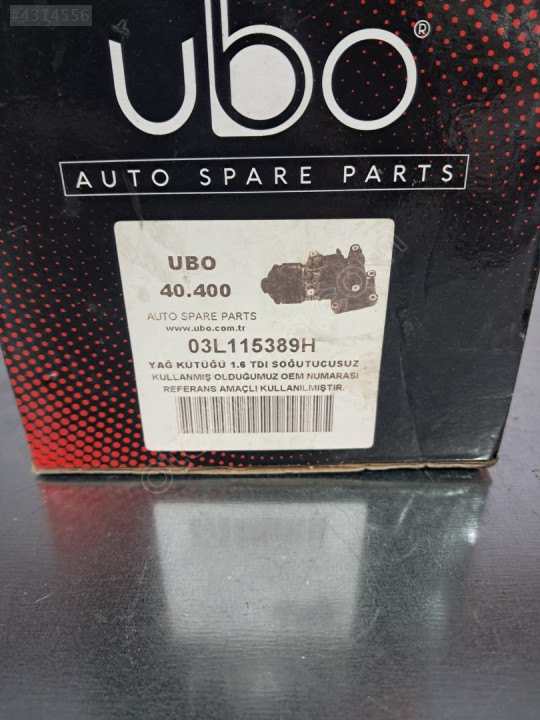 #4314556
ubo®
AUTO SPARE PARTS
UBO
40.400
AUTO SPARE PARTS
www.ubo.com.tr
03L115389H
YAĞ KÜTÜĞÜ 1.6 TDI SOĞUTUCUSUZ
KULLANMIŞ OLDUĞUMUZ OEM NUMARASI
REFERANS AMAÇLI KULLANILMIŞTIR.